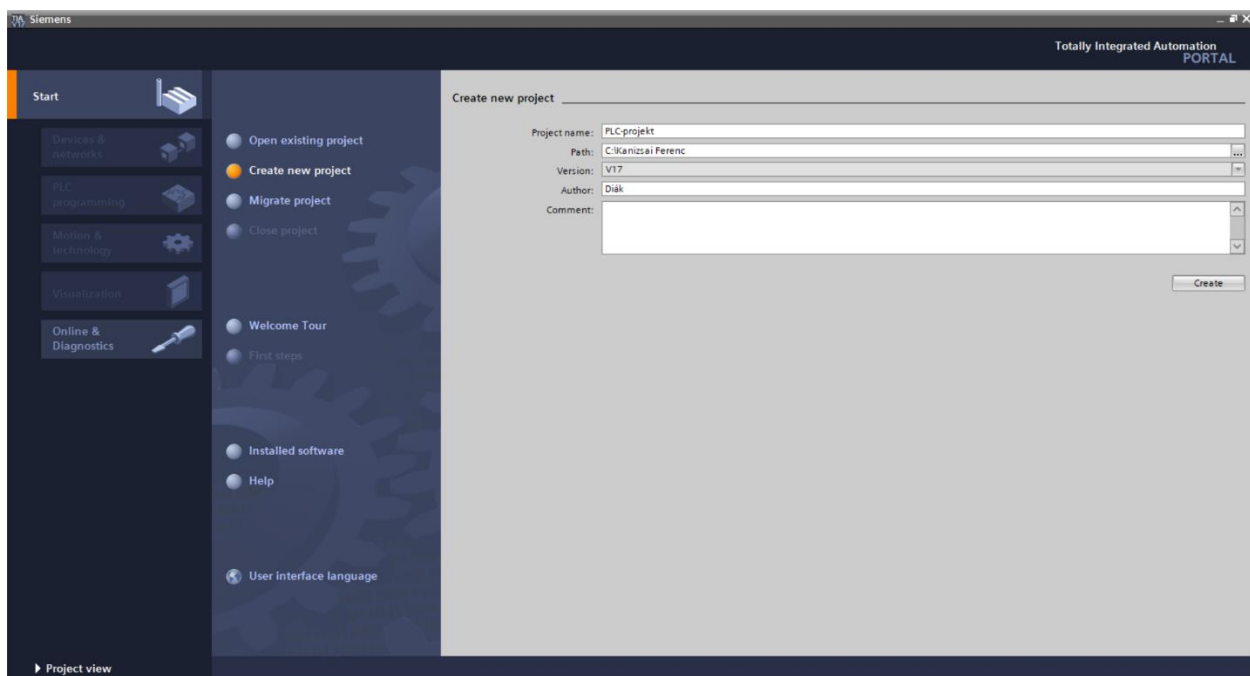 Siemens
Totally Integrated Automation
PORTAL
Start
Devices &
networks
PLC
programming
Motion &
technology
Visualization
Online &
Diagnostics
Open existing project
Create new project
Migrate project
Close project
Welcome Tour
First steps
Installed software
Help
User interface language
Create new project
Project name: PLC-projekt
Path: C:\Kanizsai Ferenc
...
Version: V17
Author: Diák
Comment:
Create
Project view